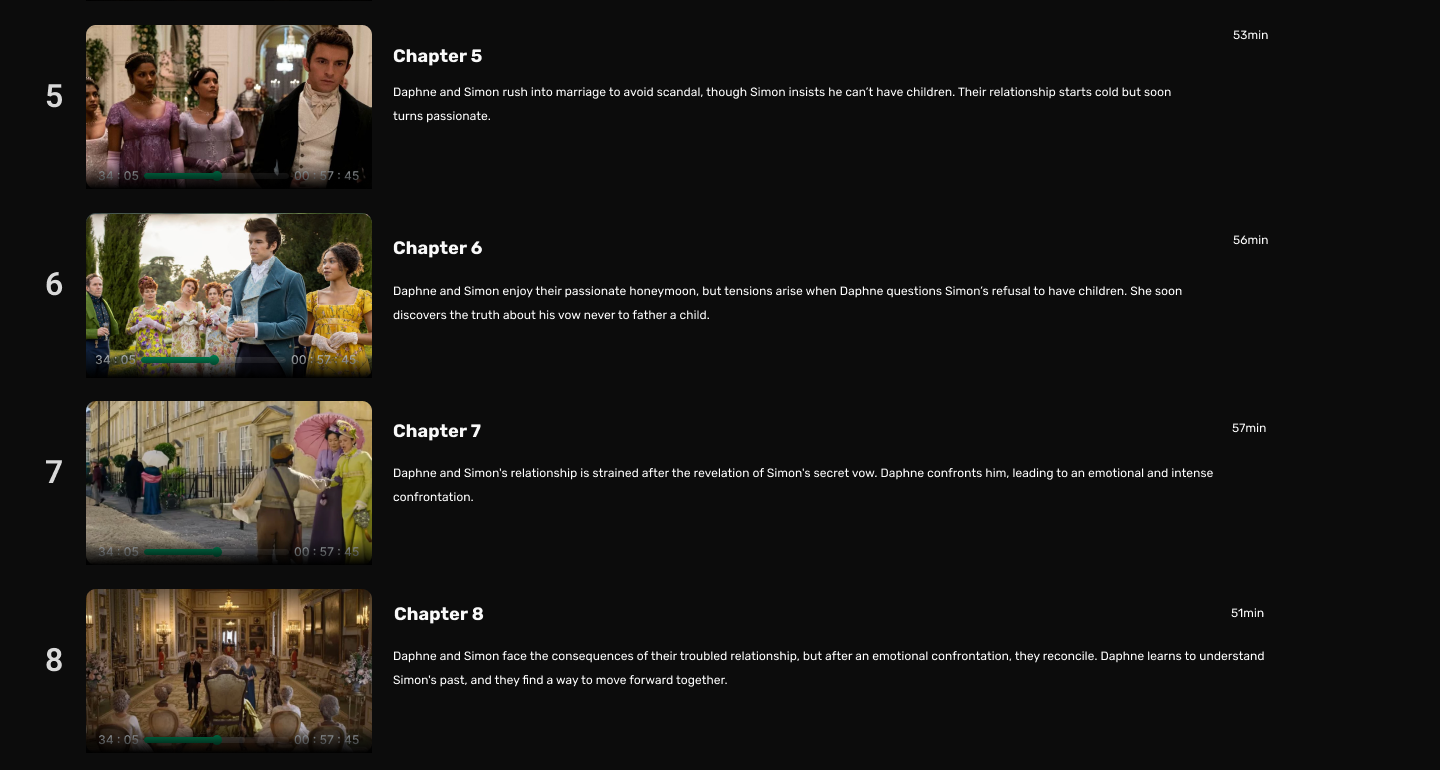 5
Chapter 5
53min
Daphne and Simon rush into marriage to avoid scandal, though Simon insists he can't have children. Their relationship starts cold but soon
turns passionate.
34 : 05
00 : 57 : 45
6
Chapter 6
56min
Daphne and Simon enjoy their passionate honeymoon, but tensions arise when Daphne questions Simon's refusal to have children. She soon
discovers the truth about his vow never to father a child.
34 : 05
00 : 57 : 45
7
Chapter 7
57min
Daphne and Simon's relationship is strained after the revelation of Simon's secret vow. Daphne confronts him, leading to an emotional and intense
confrontation.
34 : 05
00 : 57 : 45
8
Chapter 8
51min
Daphne and Simon face the consequences of their troubled relationship, but after an emotional confrontation, they reconcile. Daphne learns to understand
Simon's past, and they find a way to move forward together.
34 : 05
00 : 57 : 45